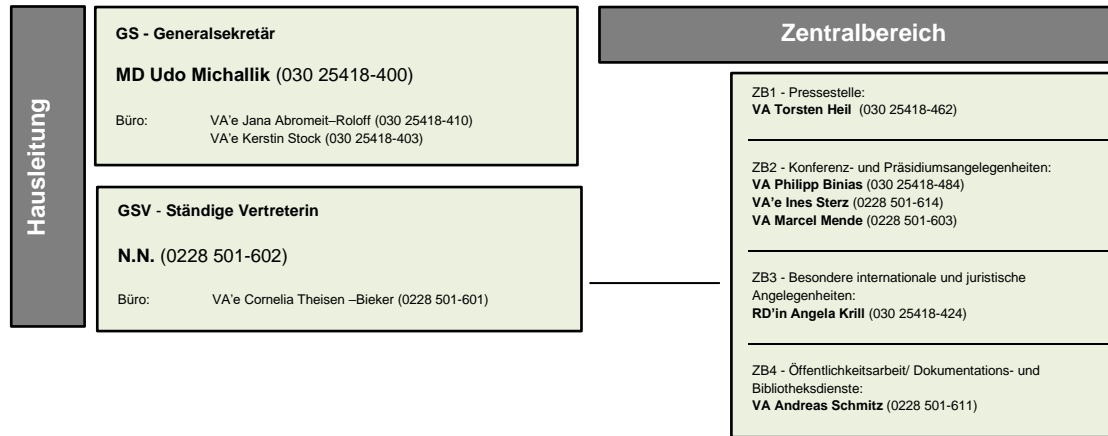 Hausleitung
GS - Generalsekretär
MD Udo Michallik (030 25418-400)
Büro: VA'e Jana Abromeit–Roloff (030 25418-410)
VA'e Kerstin Stock (030 25418-403)
GSV - Ständige Vertreterin
N.N. (0228 501-602)
Büro: VA'e Cornelia Theisen –Bieker (0228 501-601)
Zentralbereich
ZB1 - Pressestelle:
VA Torsten Heil (030 25418-462)
ZB2 - Konferenz- und Präsidiumsangelegenheiten:
VA Philipp Binias (030 25418-484)
VA'e Ines Sterz (0228 501-614)
VA Marcel Mende (0228 501-603)
ZB3 - Besondere internationale und juristische
Angelegenheiten:
RD'in Angela Krill (030 25418-424)
ZB4 - Öffentlichkeitsarbeit/ Dokumentations- und
Bibliotheksdienste:
VA Andreas Schmitz (0228 501-611)